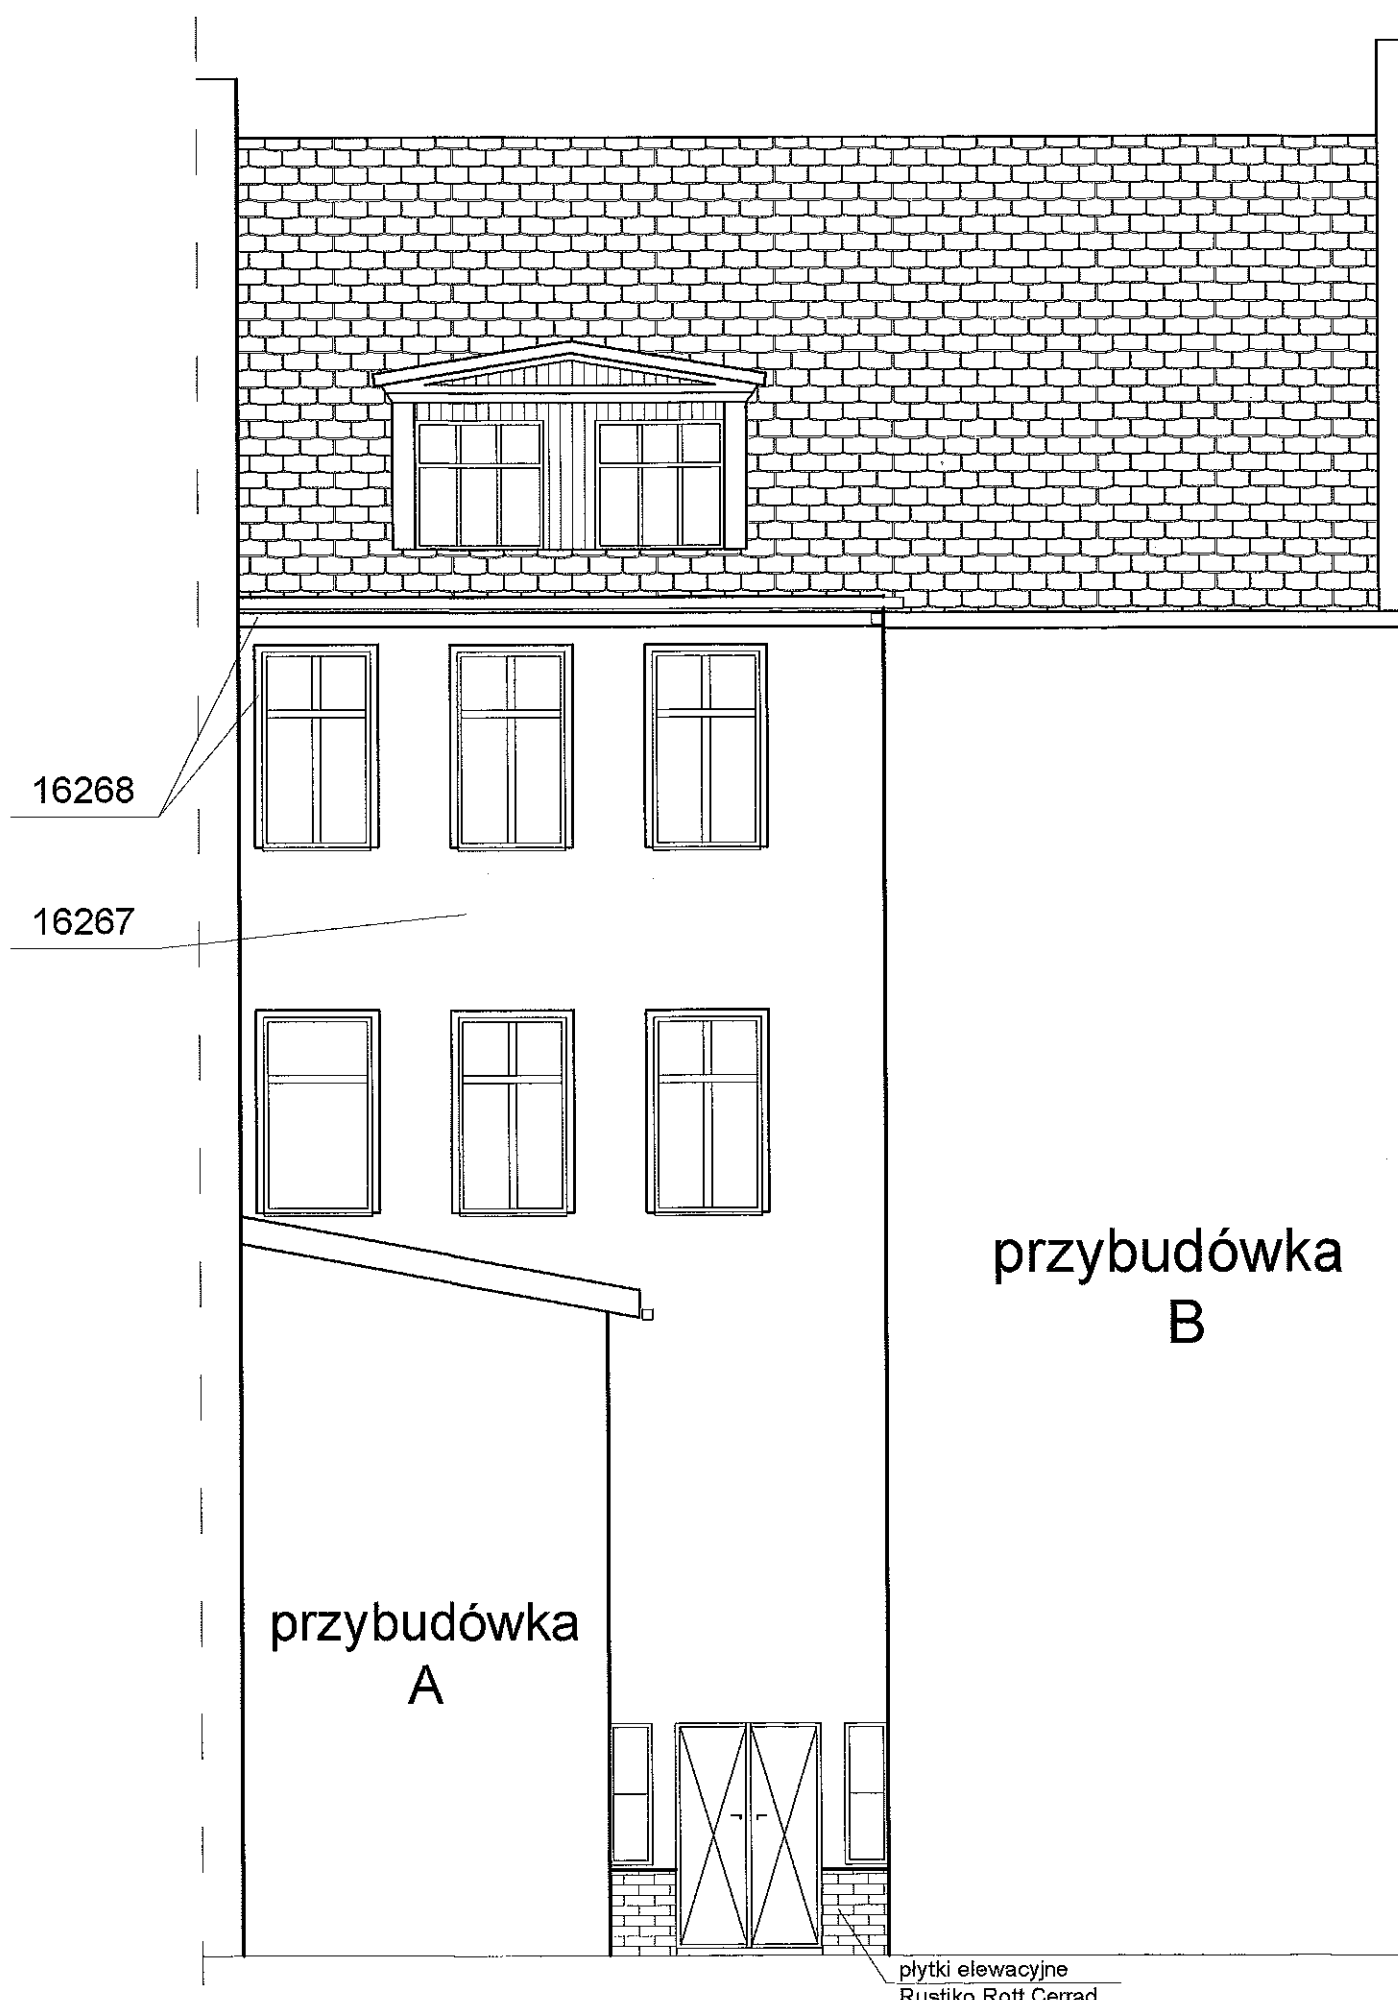 16268
16267
przybudówka
B
przybudówka
A
płytki elewacyjne
Rustiko Rott Cerrad